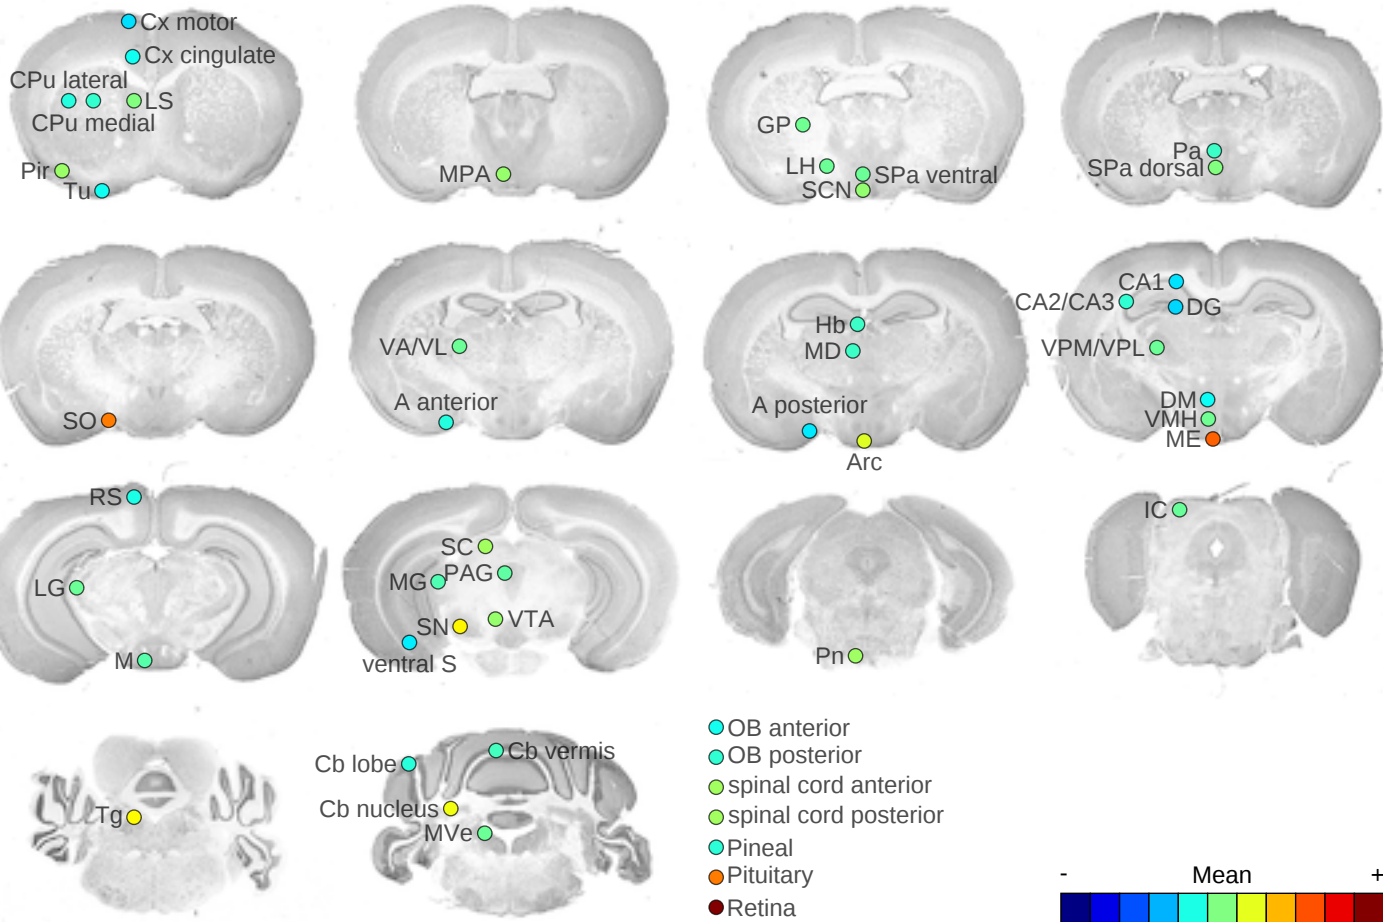 Cx motor
Cx cingulate
CPu lateral
LS
CPu medial
Pir
Tu
MPA
GP
LH
SPa ventral
SCN
Pa
SPa dorsal
SO
VA/VL
A anterior
Hb
MD
A posterior
Arc
CA1
CA2/CA3
DG
VPM/VPL
DM
VMH
ME
RS
LG
M
SC
MG
PAG
SN
VTA
ventral S
Pn
IC
Tg
Cb lobe
Cb vermis
Cb nucleus
MVe
OB anterior
OB posterior
spinal cord anterior
spinal cord posterior
Pineal
Pituitary
Retina
- Mean +